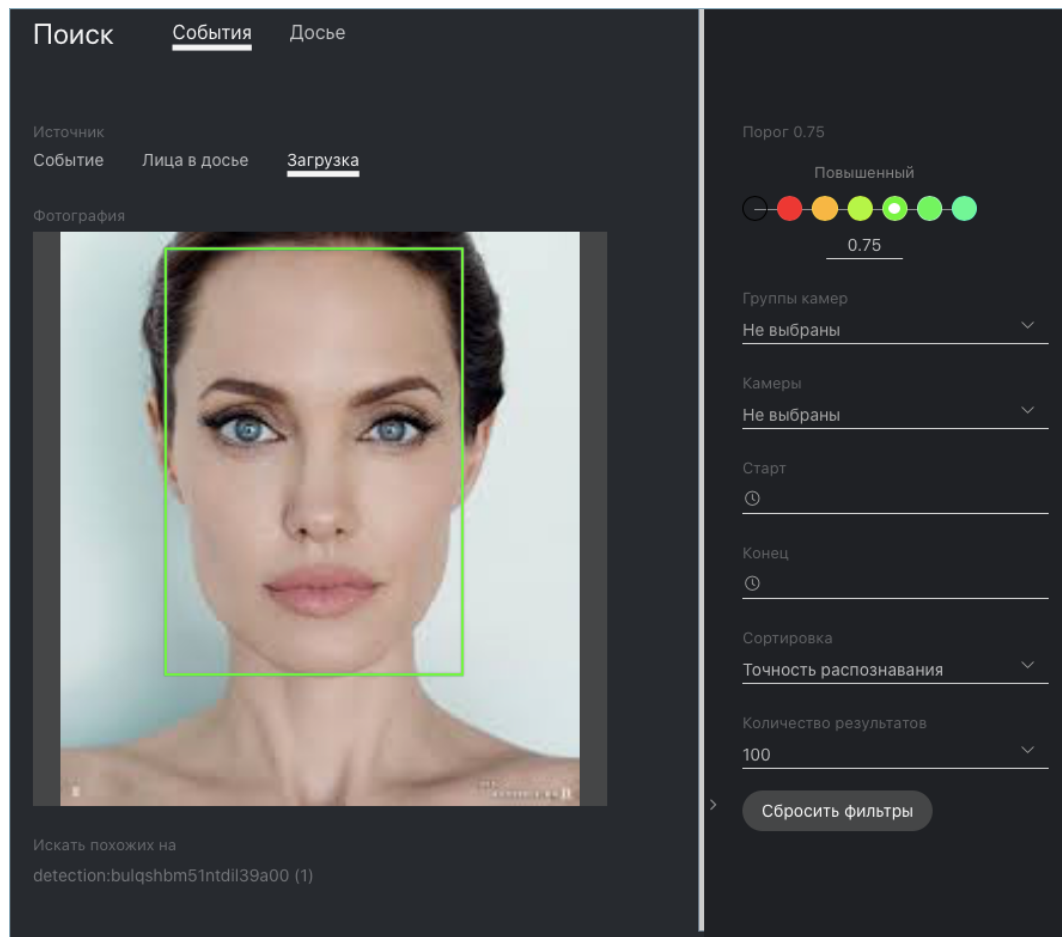 Поиск События Досье
Источник
Событие Лица в досье Загрузка
Фотография
Искать похожих на
detection:bulqshbm51ntdil39a00 (1)
Порог 0.75
Повышенный
0.75
Группы камер
Не выбраны
Камеры
Не выбраны
Старт
Конец
Сортировка
Точность распознавания
Количество результатов
100
Сбросить фильтры